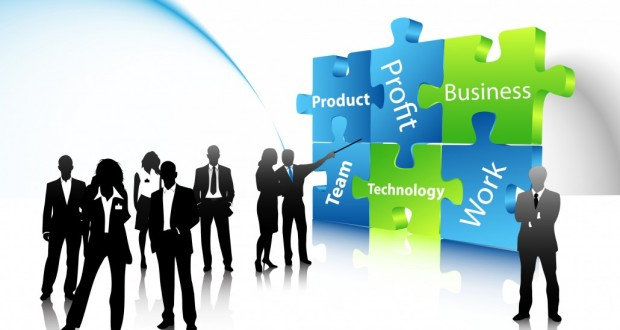 Product
Profit
Business
Team
Technology
Work